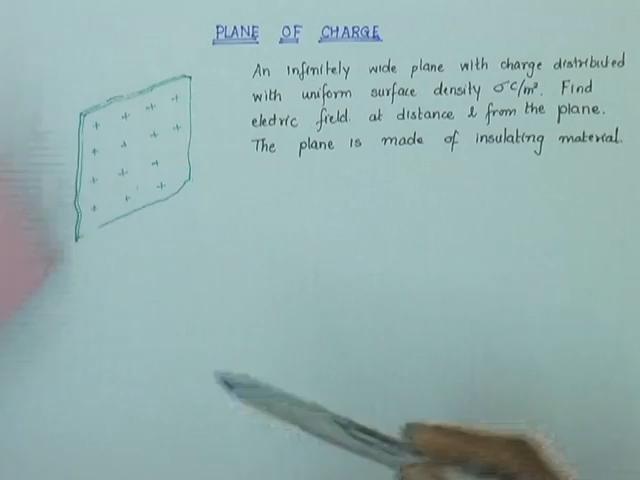 PLANE OF CHARGE
An infinitely wide plane with charge distributed
with uniform surface density σ C/m². Find
electric field at distance l from the plane.
The plane is made of insulating material.